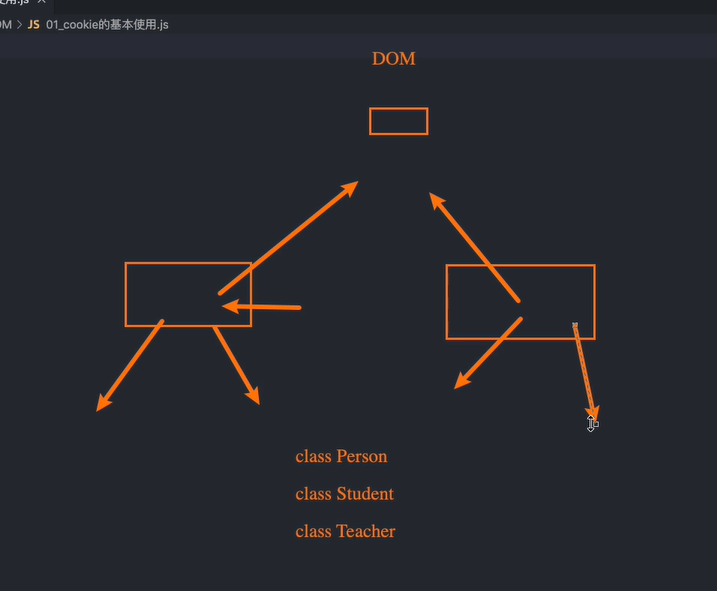 使用.js ×
OM > JS 01_cookie的基本使用.js
DOM
class Person
class Student
class Teacher